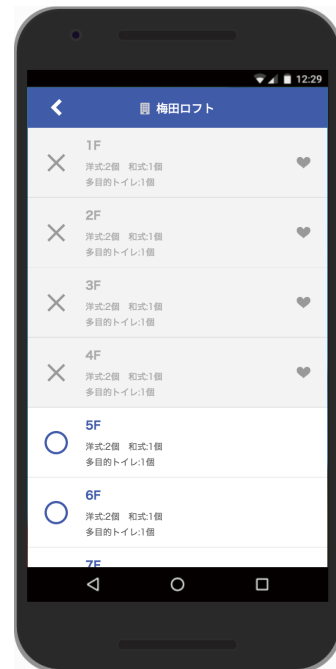 12:29
梅田ロフト
1F
洋式:2個 和式:1個
多目的トイレ:1個
2F
洋式:2個 和式:1個
多目的トイレ:1個
3F
洋式:2個 和式:1個
多目的トイレ:1個
4F
洋式:2個 和式:1個
多目的トイレ:1個
5F
洋式:2個 和式:1個
多目的トイレ:1個
6F
洋式:2個 和式:1個
多目的トイレ:1個
7F